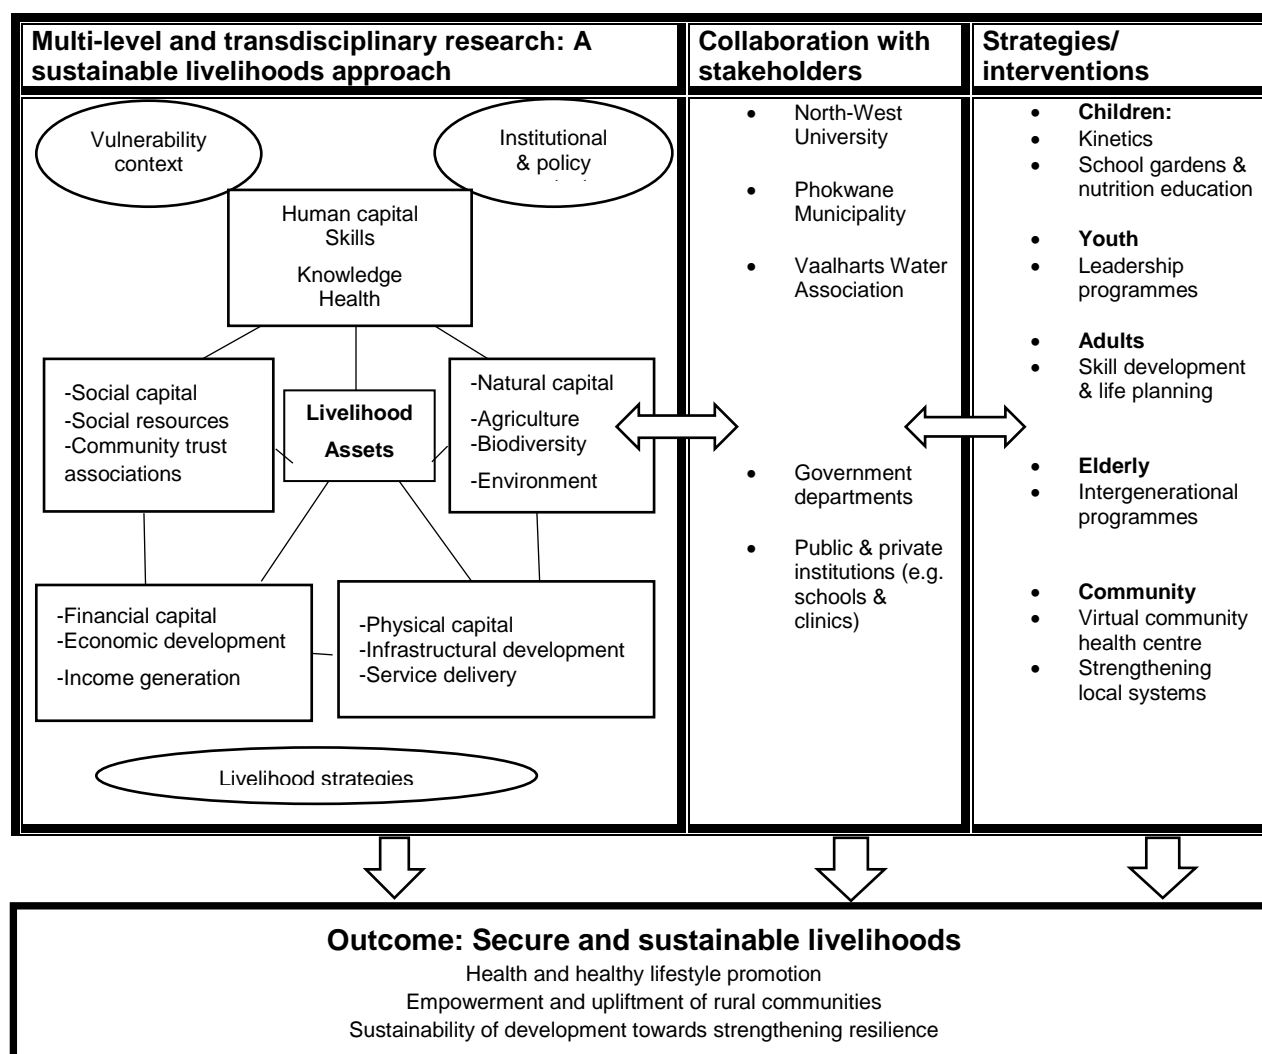 Multi-level and transdisciplinary research: A
sustainable livelihoods approach
Vulnerability
context
Institutional
& policy
Human capital
Skills
Knowledge
Health
-Social capital
-Social resources
-Community trust
associations
Livelihood
Assets
-Natural capital
-Agriculture
-Biodiversity
-Environment
-Financial capital
-Economic development
-Income generation
-Physical capital
-Infrastructural development
-Service delivery
Livelihood strategies
Collaboration with
stakeholders
• North-West
University
• Phokwane
Municipality
• Vaalharts Water
Association
• Government
departments
• Public & private
institutions (e.g.
schools &
clinics)
Strategies/
interventions
• Children:
• Kinetics
• School gardens &
nutrition education
• Youth
• Leadership
programmes
• Adults
• Skill development
& life planning
• Elderly
• Intergenerational
programmes
• Community
• Virtual community
health centre
• Strengthening
local systems
Outcome: Secure and sustainable livelihoods
Health and healthy lifestyle promotion
Empowerment and upliftment of rural communities
Sustainability of development towards strengthening resilience